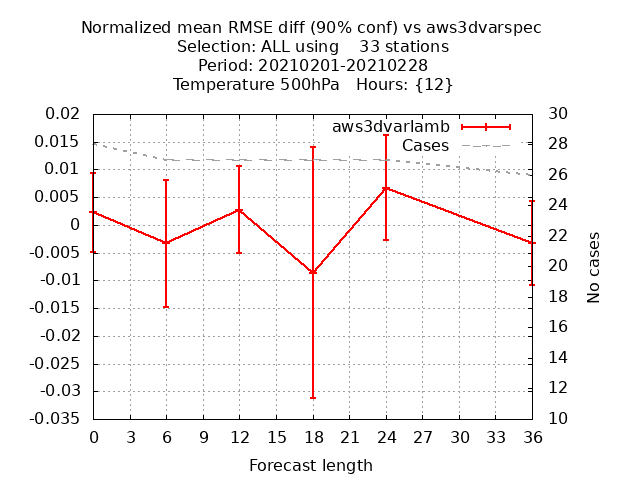 Normalized mean RMSE diff (90% conf) vs aws3dvarspec
Selection: ALL using    33 stations
Period: 20210201-20210228
Temperature 500hPa   Hours: {12}
aws3dvarlamb
Cases
0.02
0.015
0.01
0.005
0
-0.005
-0.01
-0.015
-0.02
-0.025
-0.03
-0.035
30
28
26
24
22
20
18
16
14
12
10
No cases
0 3 6 9 12 15 18 21 24 27 30 33 36
Forecast length